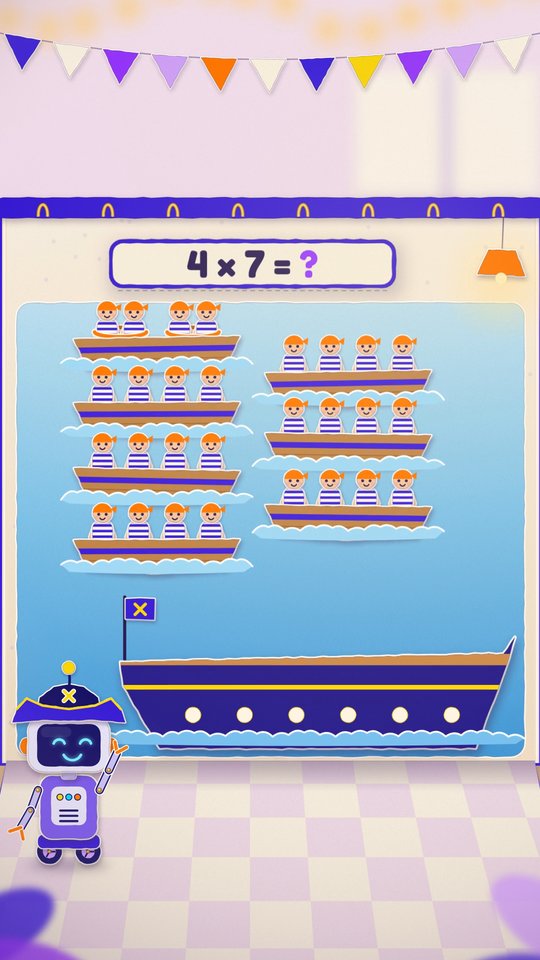 4 × 7 = ?